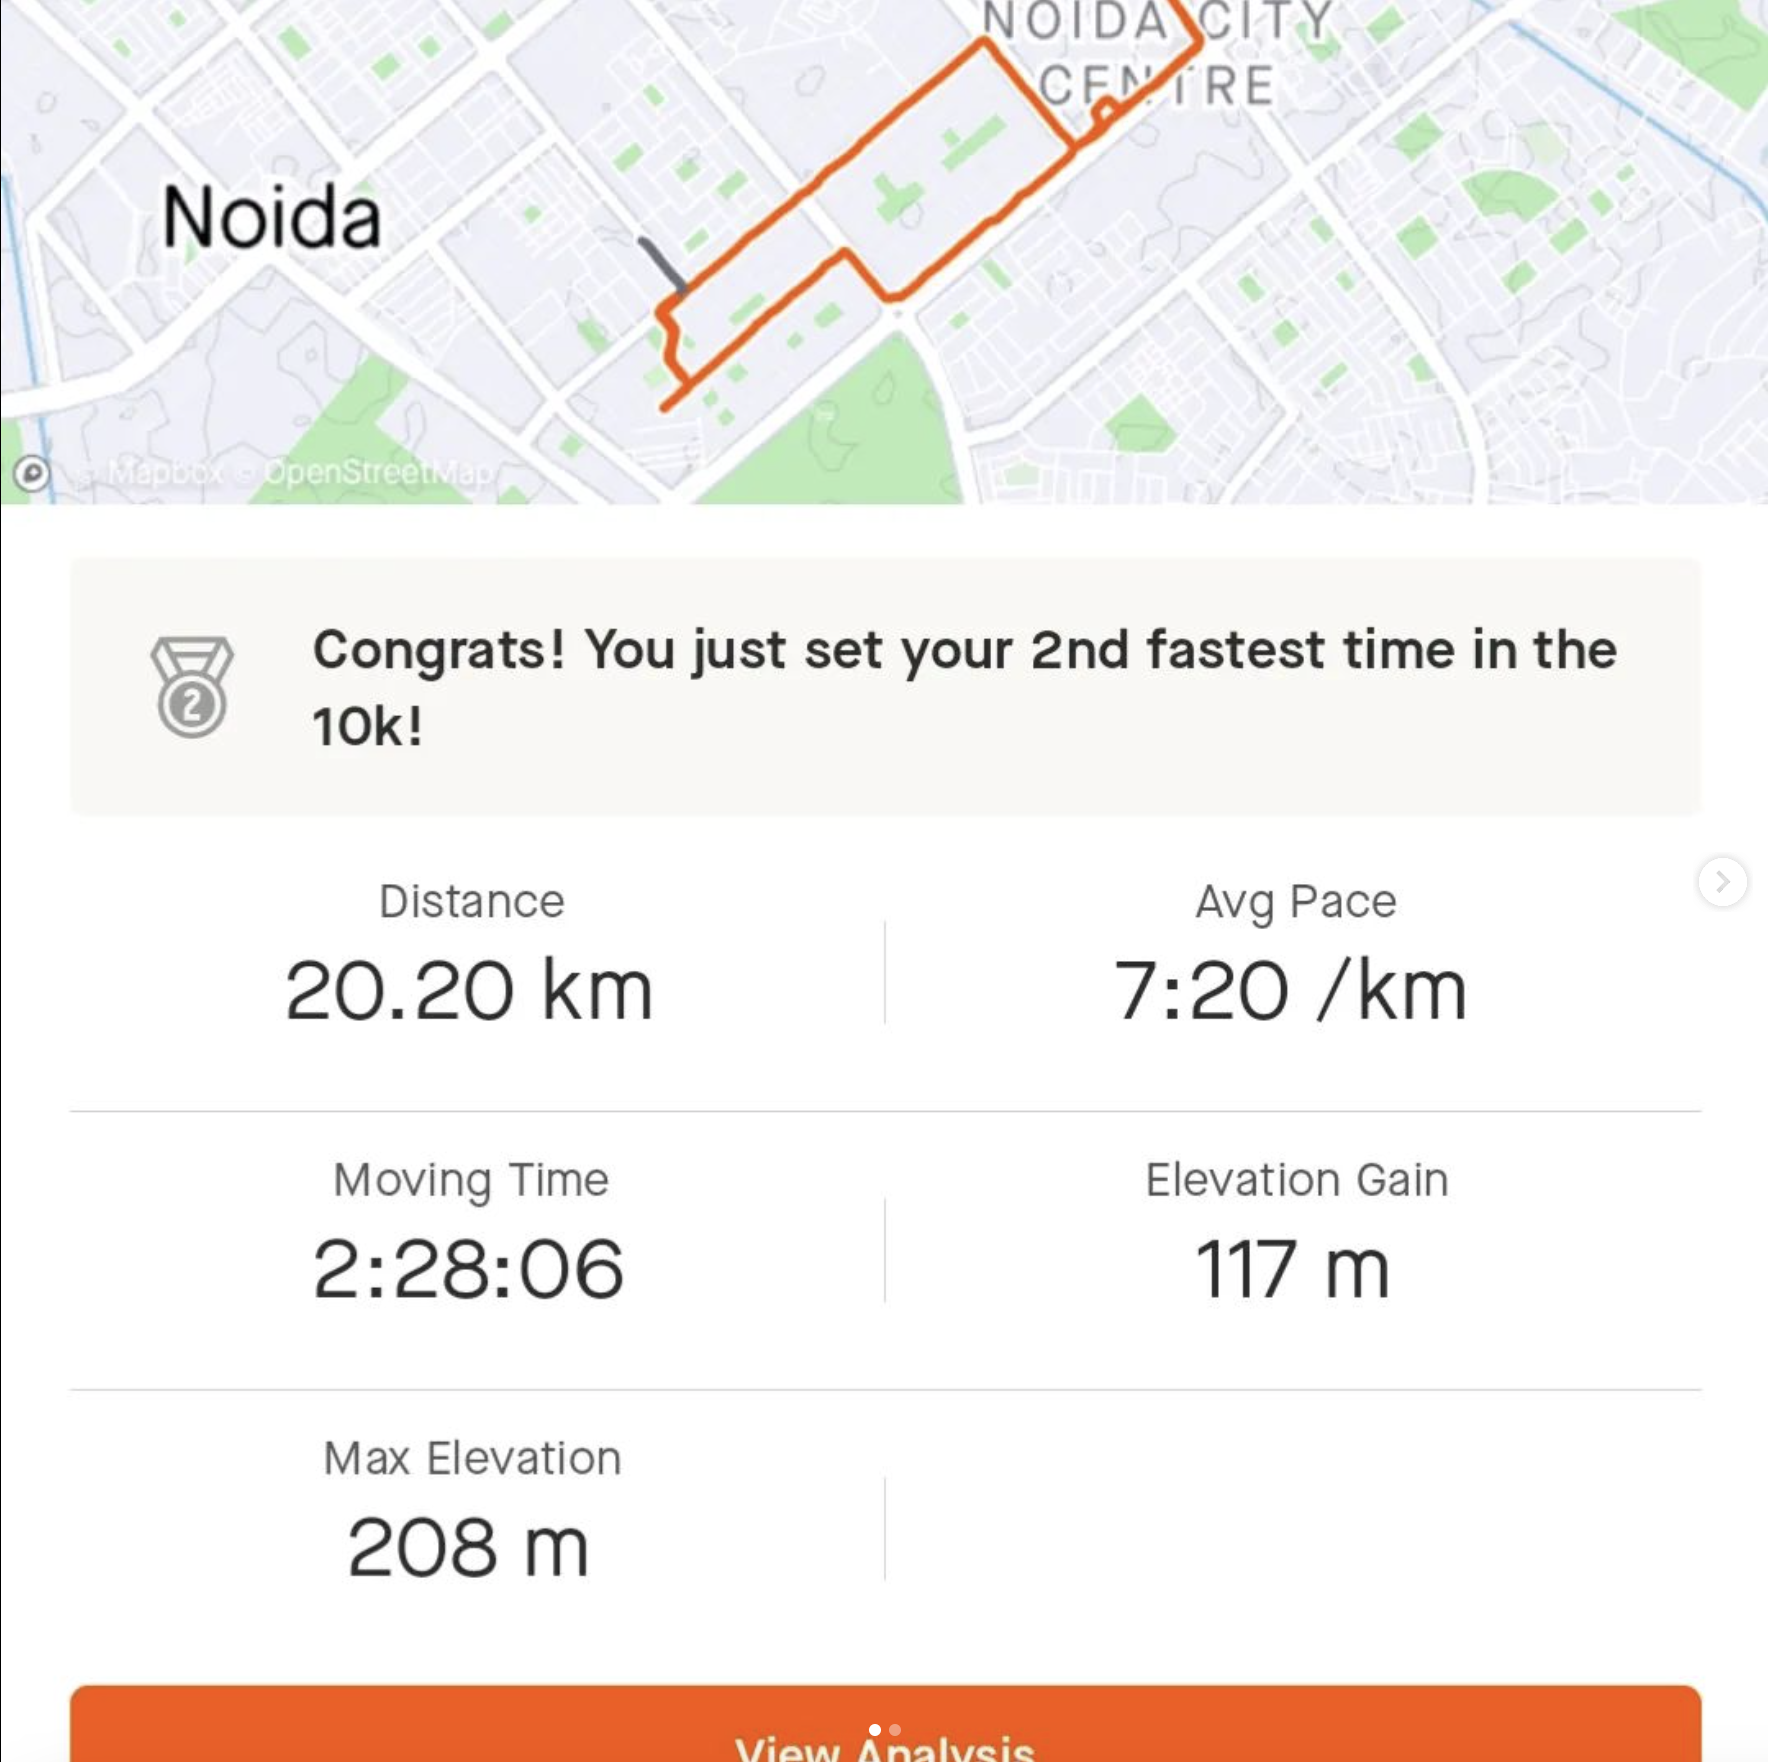 NOIDA CITY
CENTRE
Noida
© Mapbox © OpenStreetMap
2
Congrats! You just set your 2nd fastest time in the
10k!
Distance
Avg Pace
20.20 km
7:20 /km
Moving Time
Elevation Gain
2:28:06
117 m
Max Elevation
208 m
View Analysis